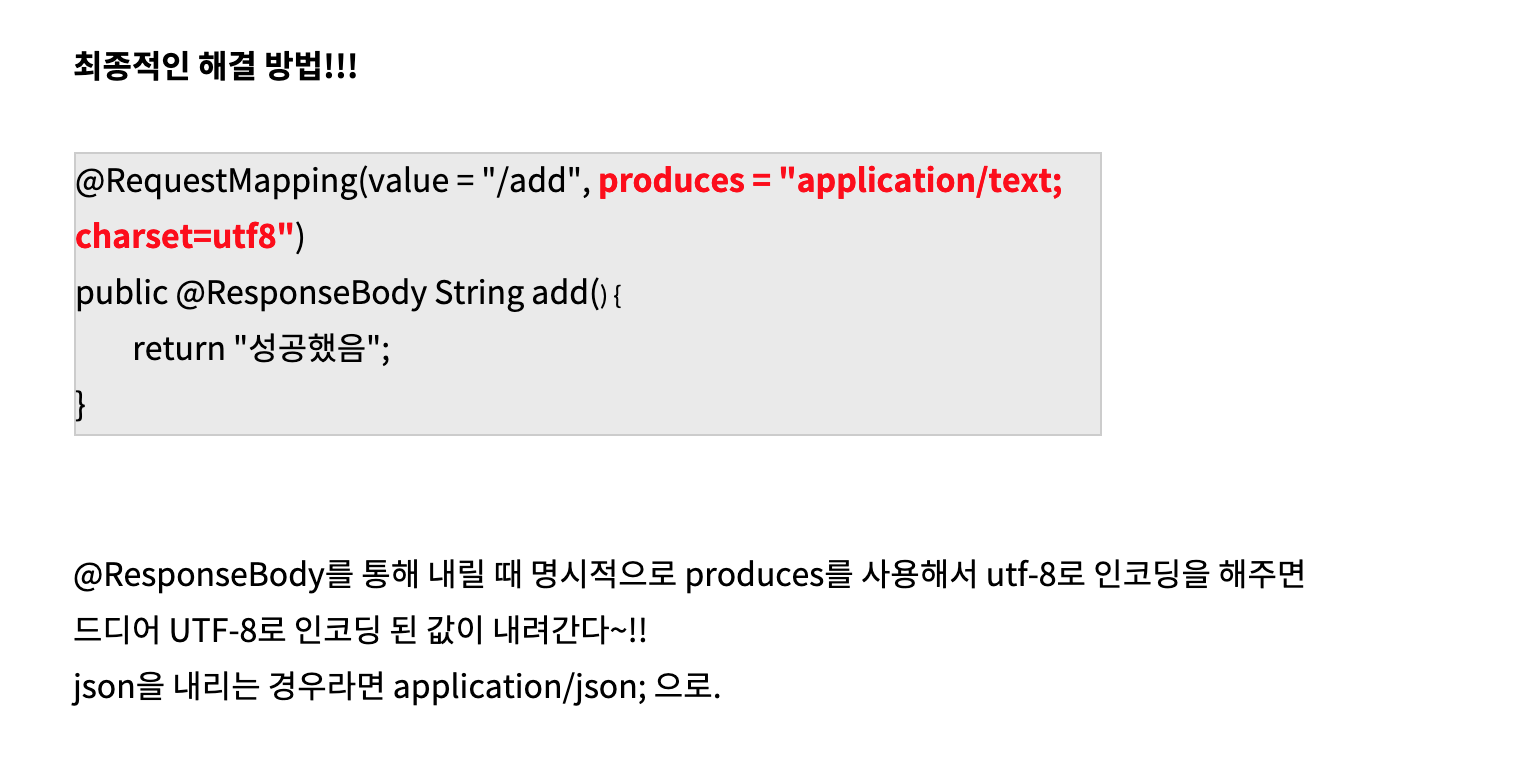 최종적인 해결 방법!!!
@RequestMapping(value = "/add", produces = "application/text;
charset=utf8")
public @ResponseBody String add() {
return "성공했음";
}
@ResponseBody를 통해 내릴 때 명시적으로 produces를 사용해서 utf-8로 인코딩을 해주면
드디어 UTF-8로 인코딩 된 값이 내려간다~!!
json을 내리는 경우라면 application/json; 으로.